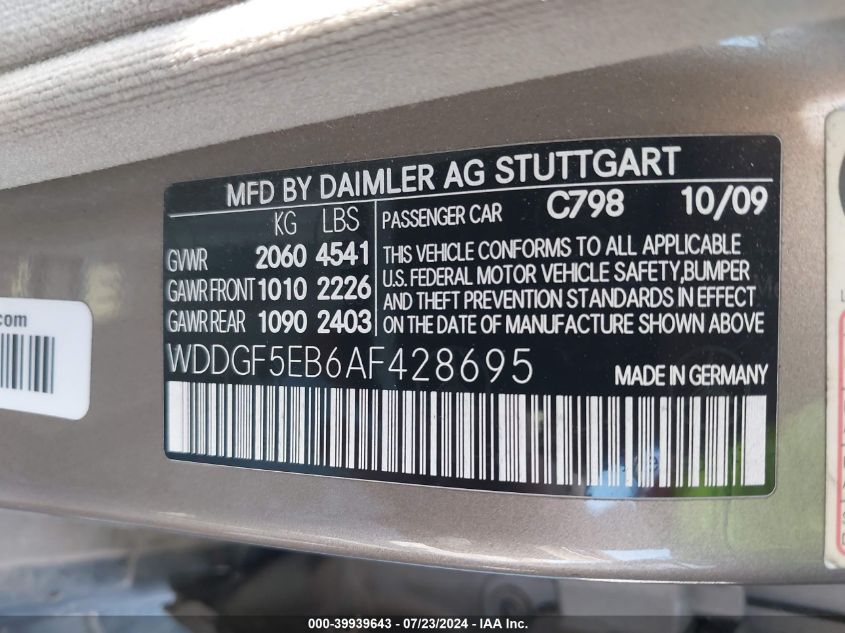 MFD BY DAIMLER AG STUTTGART
KG LBS
GVWR 2060 4541
GAWR FRONT 1010 2226
GAWR REAR 1090 2403
PASSENGER CAR C798 10/09
THIS VEHICLE CONFORMS TO ALL APPLICABLE
U.S. FEDERAL MOTOR VEHICLE SAFETY,BUMPER
AND THEFT PREVENTION STANDARDS IN EFFECT
ON THE DATE OF MANUFACTURE SHOWN ABOVE
WDDGF5EB6AF428695 MADE IN GERMANY
.com
000-39939643 / 07/23/2024 - WWW.IAAI.COM